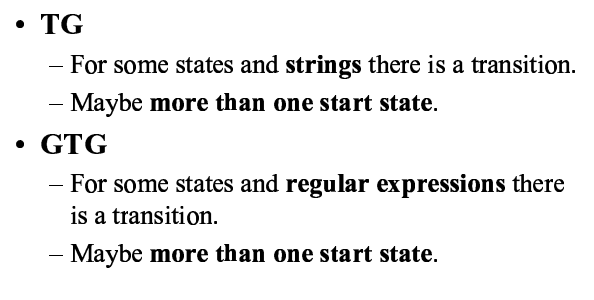 • TG
– For some states and strings there is a transition.
– Maybe more than one start state.
• GTG
– For some states and regular expressions there
is a transition.
– Maybe more than one start state.